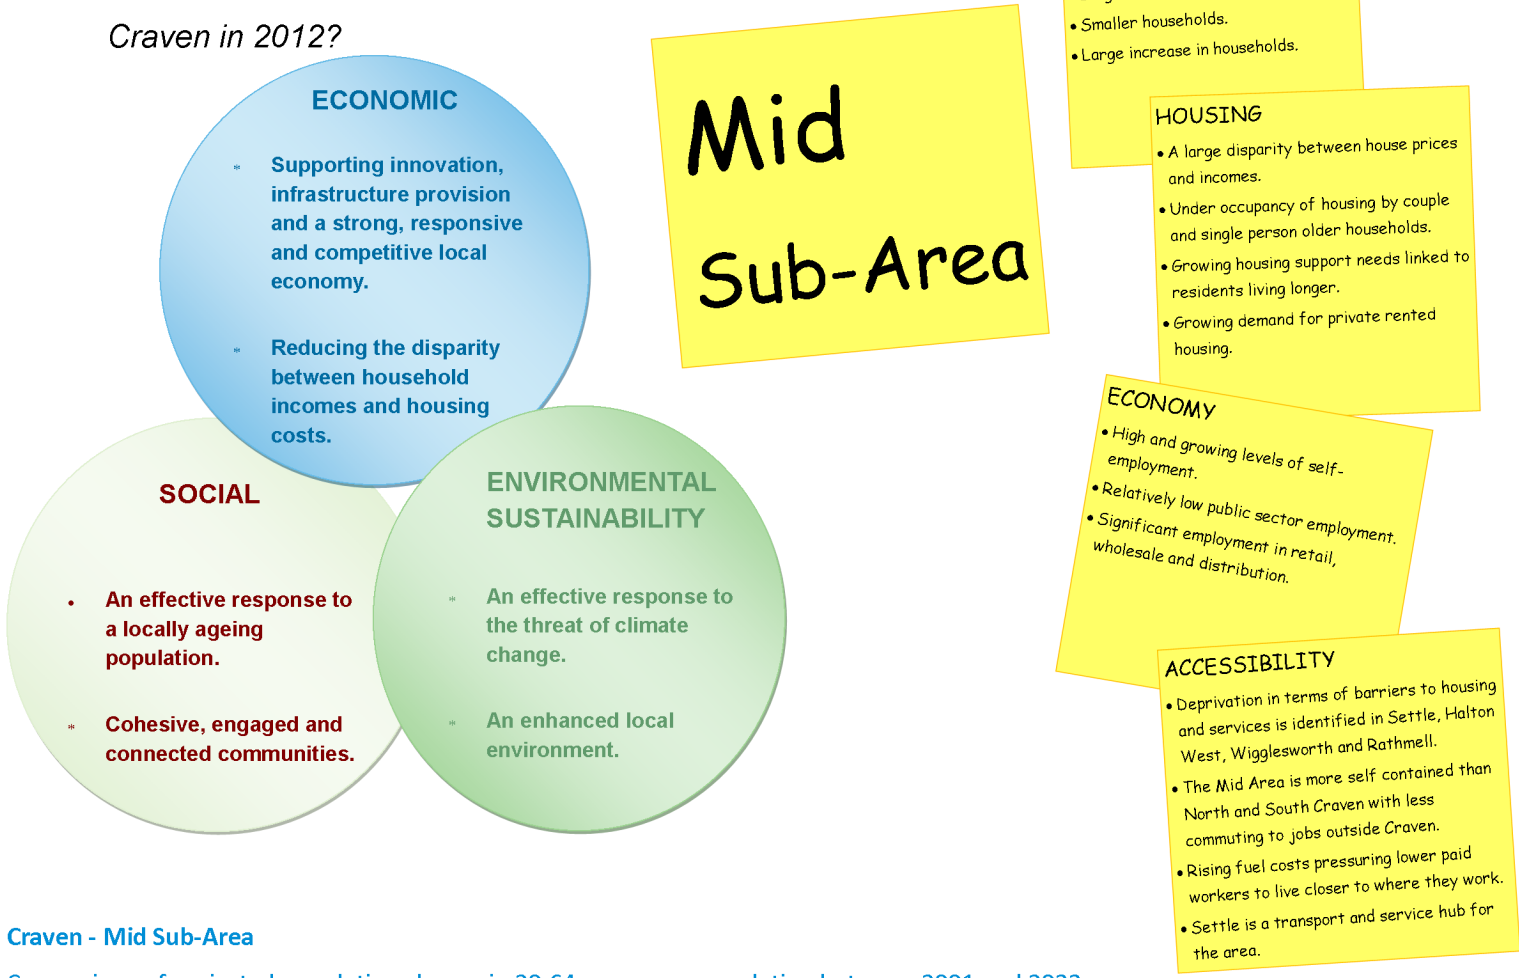 Craven in 2012?
ECONOMIC
* Supporting innovation,
infrastructure provision
and a strong, responsive
and competitive local
economy.
* Reducing the disparity
between household
incomes and housing
costs.
SOCIAL
• An effective response to
a locally ageing
population.
* Cohesive, engaged and
connected communities.
ENVIRONMENTAL
SUSTAINABILITY
* An effective response to
the threat of climate
change.
* An enhanced local
environment.
Mid
Sub-Area
• Smaller households.
• Large increase in households.
HOUSING
• A large disparity between house prices
and incomes.
• Under occupancy of housing by couple
and single person older households.
• Growing housing support needs linked to
residents living longer.
• Growing demand for private rented
housing.
ECONOMY
• High and growing levels of self-
employment.
• Relatively low public sector employment.
• Significant employment in retail,
wholesale and distribution.
ACCESSIBILITY
• Deprivation in terms of barriers to housing
and services is identified in Settle, Halton
West, Wigglesworth and Rathmell.
• The Mid Area is more self contained than
North and South Craven with less
commuting to jobs outside Craven.
• Rising fuel costs pressuring lower paid
workers to live closer to where they work.
• Settle is a transport and service hub for
the area.
Craven - Mid Sub-Area